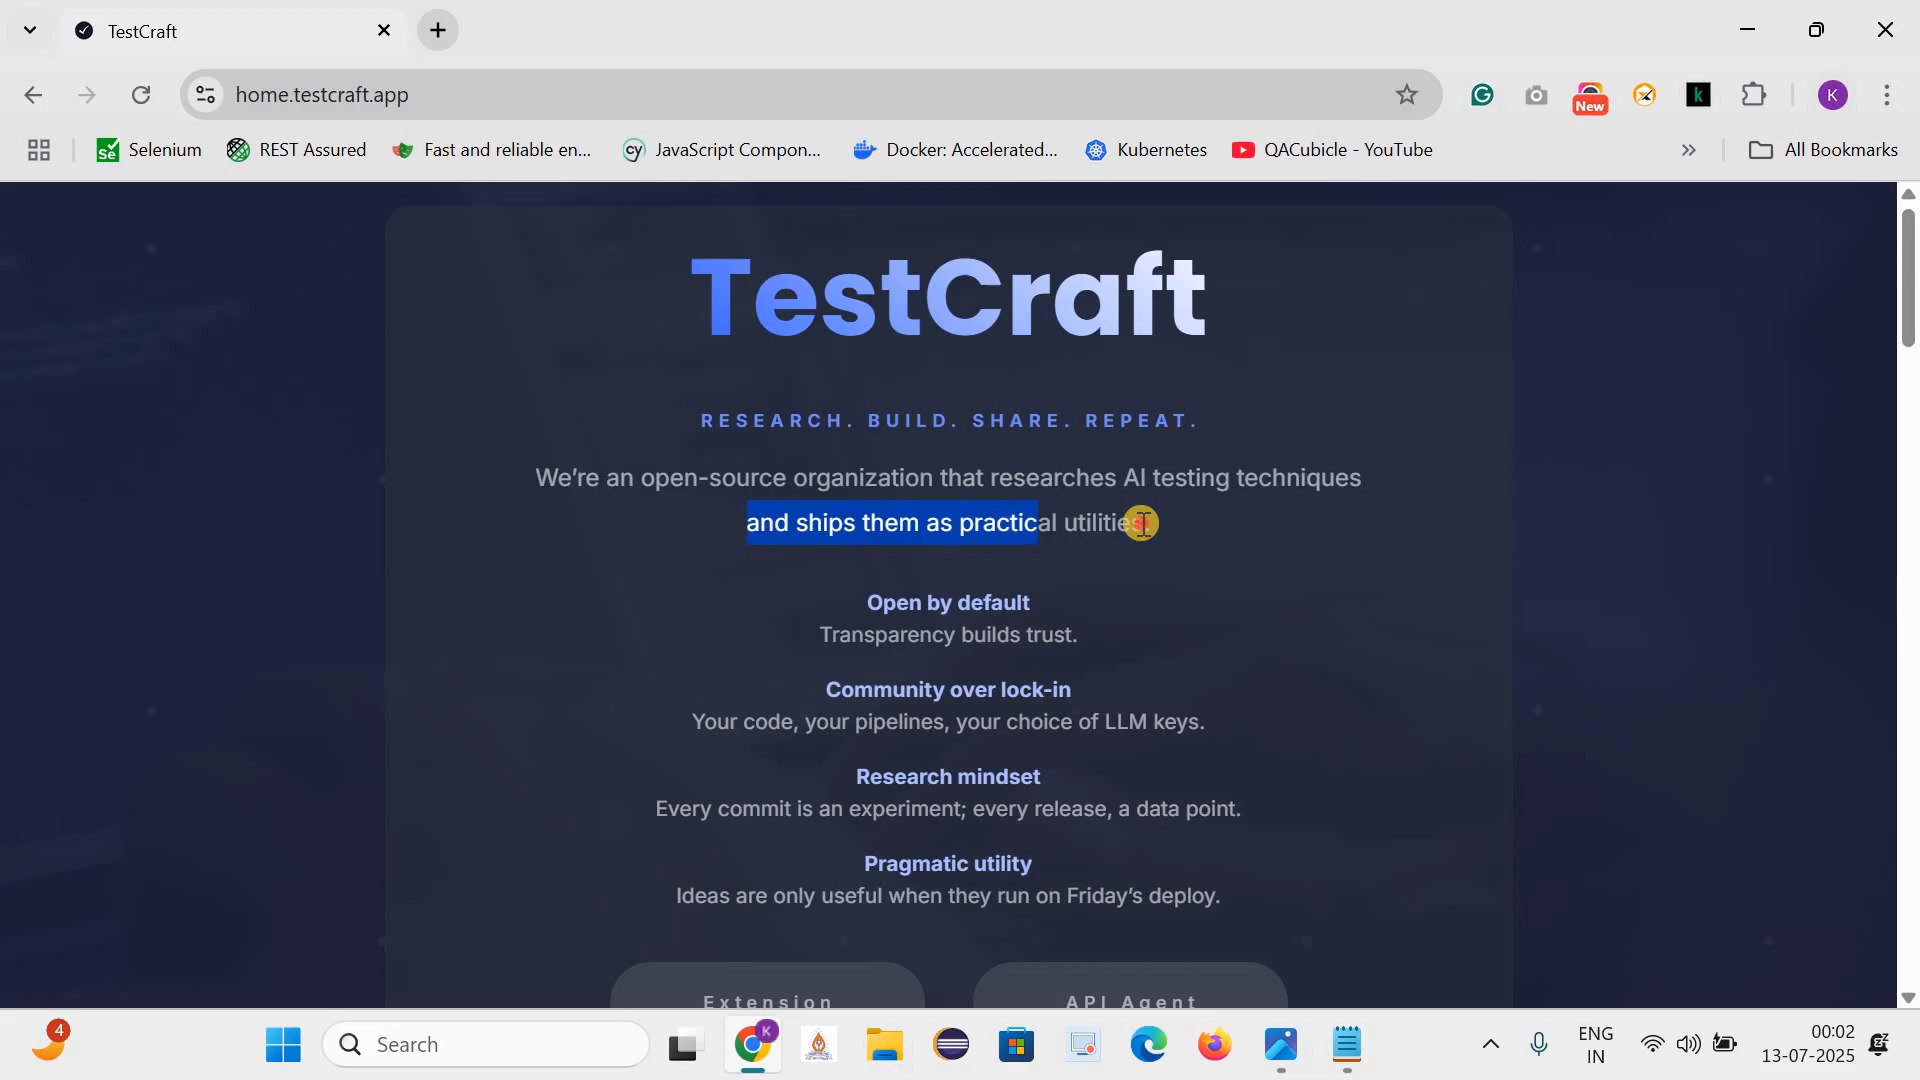 TestCraft
home.testcraft.app
New
K
Selenium
REST Assured
Fast and reliable en...
cy
JavaScript Compon...
Docker: Accelerated...
Kubernetes
QACubicle - YouTube
All Bookmarks
TestCraft
RESEARCH. BUILD. SHARE. REPEAT.
We’re an open-source organization that researches AI testing techniques
and ships them as practical utilities.
Open by default
Transparency builds trust.
Community over lock-in
Your code, your pipelines, your choice of LLM keys.
Research mindset
Every commit is an experiment; every release, a data point.
Pragmatic utility
Ideas are only useful when they run on Friday’s deploy.
Extension
API Agent
4
Search
K
ENG
IN
00:02
13-07-2025